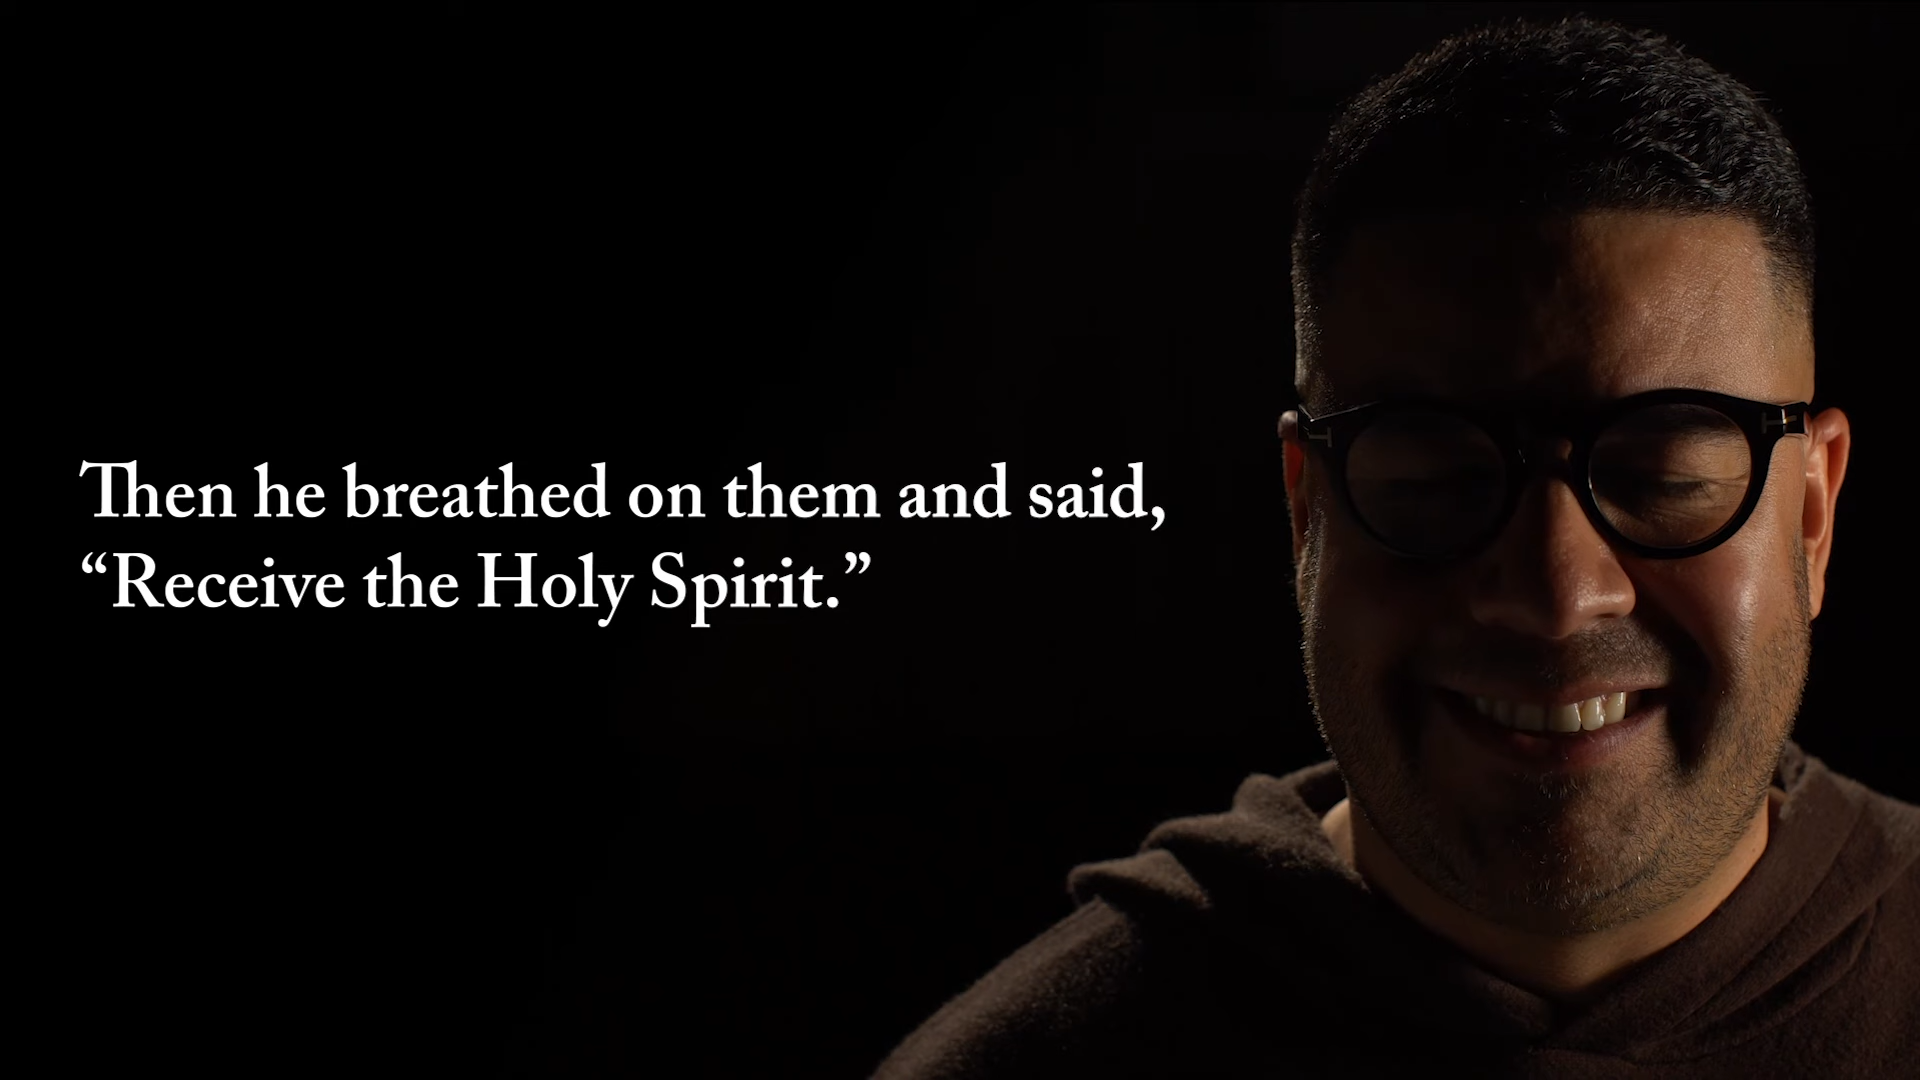 Then he breathed on them and said,
“Receive the Holy Spirit.”